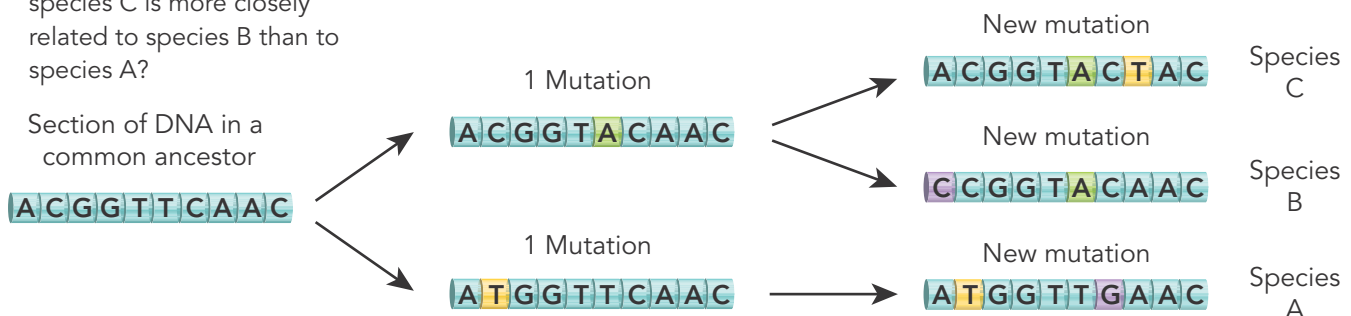 species C is more closely
related to species B than to
species A?
Section of DNA in a
common ancestor
ACGGTTCAAC
1 Mutation
ACGGTACAAC
1 Mutation
ATGGTTCAAC
New mutation
ACGGTACTAC
Species
C
New mutation
CCGGTACAAC
Species
B
New mutation
ATGGTTGAAC
Species
A